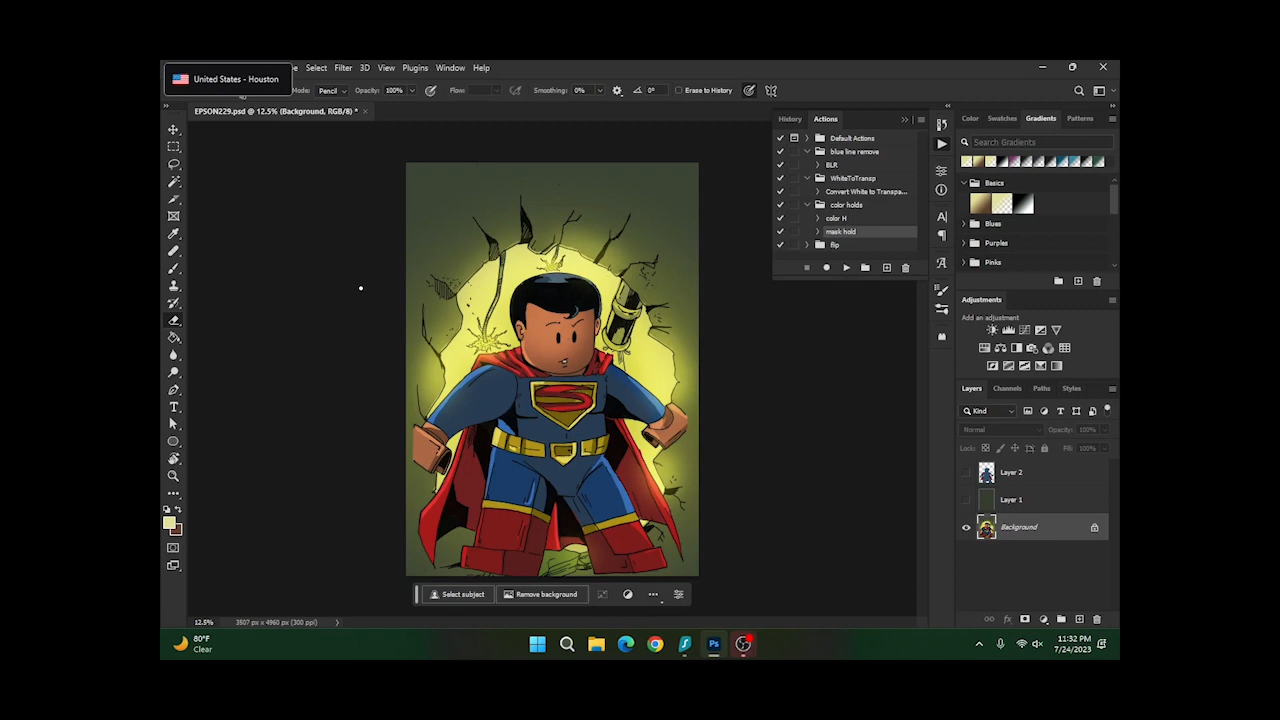 United States - Houston
Select Filter 3D View Plugins Window Help
Mode: Pencil Opacity: 100% Flow: Smoothing: 0% 0° Erase to History
EPSON229.psd @ 12.5% (Background, RGB/8) *
History Actions
Default Actions
blue line remove
BLR
WhiteToTransp
Convert White to Transpa...
color holds
color H
mask hold
flip
Color Swatches Gradients Patterns
Search Gradients
Basics
Blues
Purples
Pinks
Adjustments
Add an adjustment
Layers Channels Paths Styles
Kind
Normal Opacity: 100%
Lock: Fill: 100%
Layer 2
Layer 1
Background
Select subject Remove background
12.5% 3507 px x 4960 px (300 ppi)
80°F
Clear
Ps
11:32 PM
7/24/2023